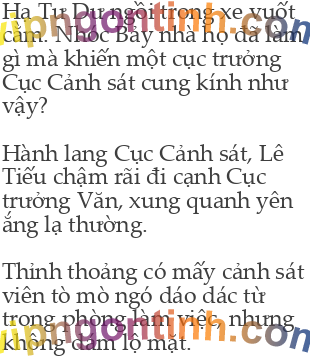 Hạ Tư Dự ngồi trong xe vuốt
cằm. Nhóc Bảy nhà họ đã làm
gì mà khiến một cục trưởng
Cục Cảnh sát cung kính như
vậy?
Hành lang Cục Cảnh sát, Lê
Tiếu chậm rãi đi cạnh Cục
trưởng Văn, xung quanh yên
ắng lạ thường.
Thỉnh thoảng có mấy cảnh sát
viên tò mò ngó dáo dác từ
trong phòng làm việc, nhưng
không dám lộ mặt.